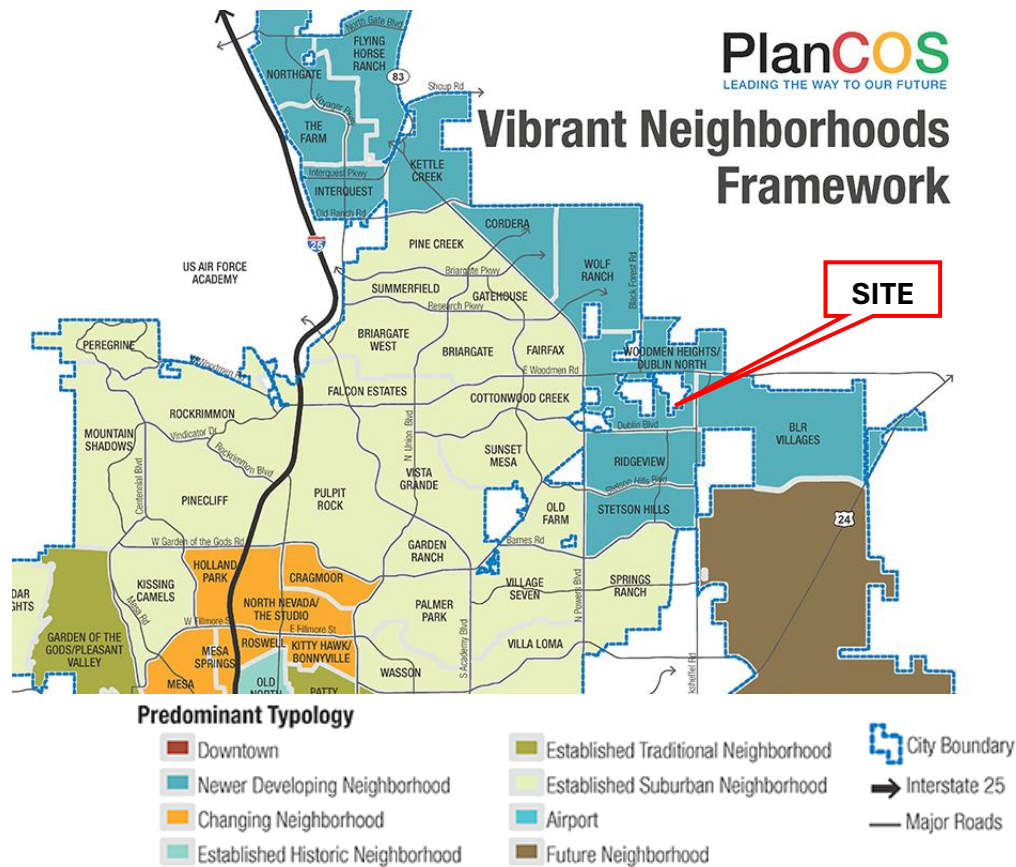 PlanCOS
LEADING THE WAY TO OUR FUTURE
Vibrant Neighborhoods
Framework
SITE
North Gate Blvd
FLYING
HORSE
RANCH
NORTHGATE
83
Shoup Rd
Voyager Pkwy
THE
FARM
KETTLE
CREEK
Interquest Pkwy
INTERQUEST
Old Ranch Rd
25
CORDERA
PINE CREEK
US AIR FORCE
ACADEMY
WOLF
RANCH
Black Forest Rd
Briargate Pkwy
SUMMERFIELD
GATEHOUSE
Research Pkwy
BRIARGATE
WEST
BRIARGATE
FAIRFAX
WOODMEN HEIGHTS/
DUBLIN NORTH
PEREGRINE
W Woodmen Rd
E Woodmen Rd
FALCON ESTATES
COTTONWOOD CREEK
ROCKRIMMON
MOUNTAIN
SHADOWS
Vindicator Dr
N Union Blvd
Dublin Blvd
BLR
VILLAGES
Rockrimmon Blvd
SUNSET
MESA
RIDGEVIEW
Centennial Blvd
VISTA
GRANDE
Stetson Hills Blvd
PINECLIFF
PULPIT
ROCK
OLD
FARM
STETSON HILLS
24
W Garden of the Gods Rd
GARDEN
RANCH
Barnes Rd
HOLLAND
PARK
CRAGMOOR
KISSING
CAMELS
VILLAGE
SEVEN
N Powers Blvd
SPRINGS
RANCH
DAR
GHTS
Mesa Rd
NORTH NEVADA/
THE STUDIO
PALMER
PARK
W Fillmore St
E Fillmore St
GARDEN OF THE
GODS/PLEASANT
VALLEY
MESA
SPRINGS
ROSWELL
KITTY HAWK/
BONNYVILLE
S Academy Blvd
VILLA LOMA
WASSON
OLD
NORTH
MESA
PATTY
ksheffel Rd
Predominant Typology
Downtown
Newer Developing Neighborhood
Changing Neighborhood
Established Historic Neighborhood
Established Traditional Neighborhood
Established Suburban Neighborhood
Airport
Future Neighborhood
City Boundary
Interstate 25
Major Roads